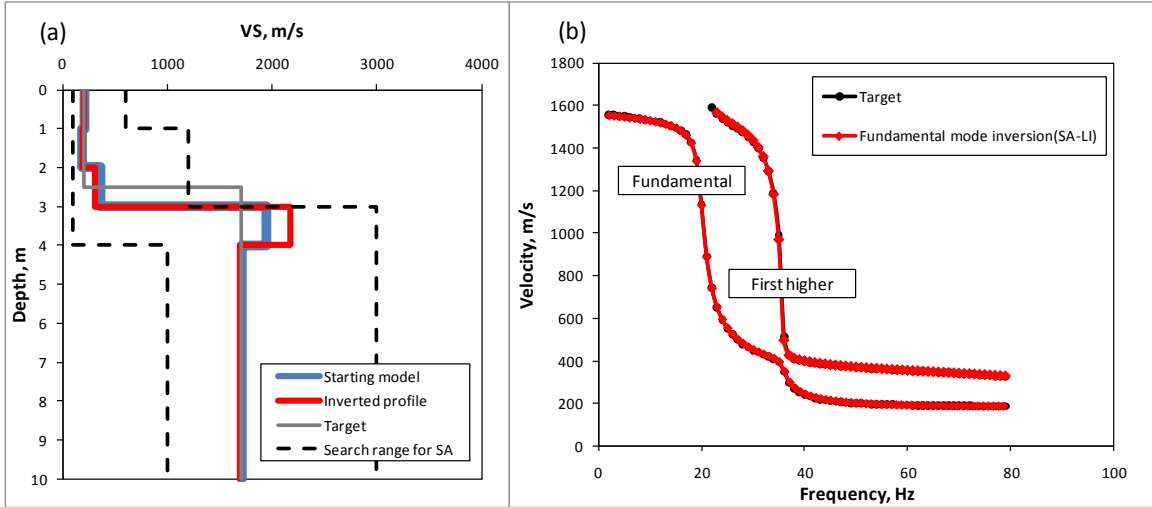 (a)
VS, m/s
0 1000 2000 3000 4000
0
1
2
3
4
5
6
7
8
9
10
Depth, m
Starting model
Inverted profile
Target
Search range for SA
(b)
1800
1600
1400
1200
1000
800
600
400
200
0
Velocity, m/s
Target
Fundamental mode inversion(SA-LI)
Fundamental
First higher
0 20 40 60 80 100
Frequency, Hz